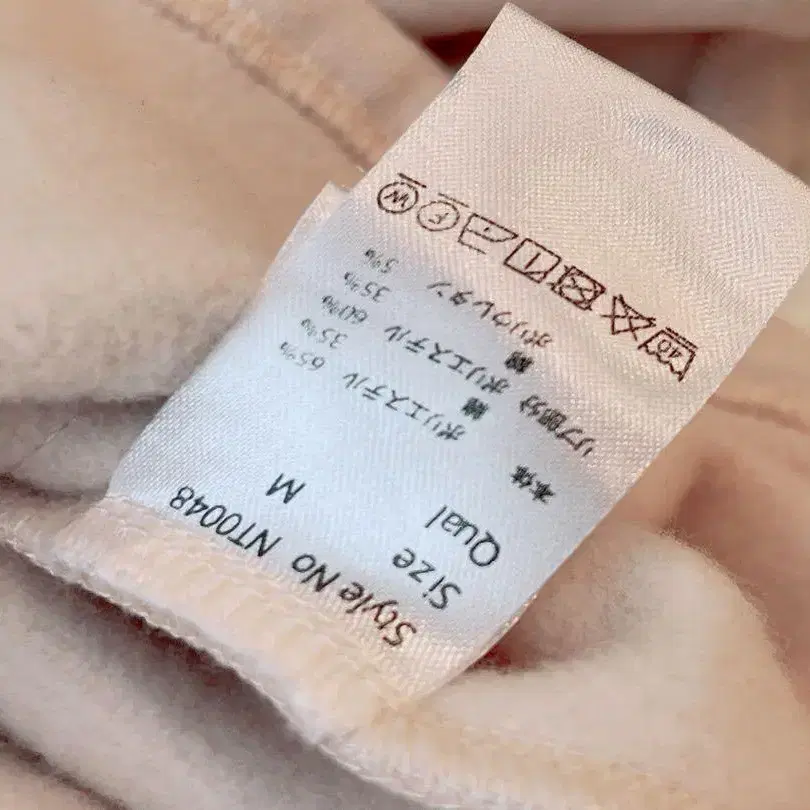 Style No NT0048
Size M
Qual
本体 ポリエステル 65%
綿 35%
リブ部分 ポリエステル 60%
綿 35%
ポリウレタン 5%
40
F
W